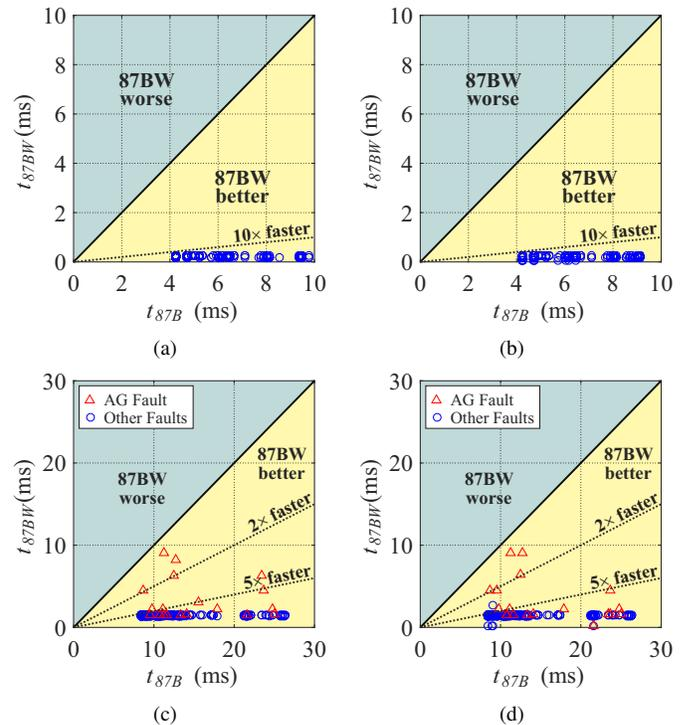 10
8
6
4
2
0
t87BW(ms)
87BW
worse
87BW
better
10× faster
0 2 4 6 8 10
t87B (ms)
(a)
10
8
6
4
2
0
t87BW(ms)
87BW
worse
87BW
better
10× faster
0 2 4 6 8 10
t87B (ms)
(b)
30
20
10
0
t87BW(ms)
AG Fault
Other Faults
87BW
better
87BW
worse
2× faster
5× faster
0 10 20 30
t87B (ms)
(c)
30
20
10
0
t87BW(ms)
AG Fault
Other Faults
87BW
better
87BW
worse
2× faster
5× faster
0 10 20 30
t87B (ms)
(d)